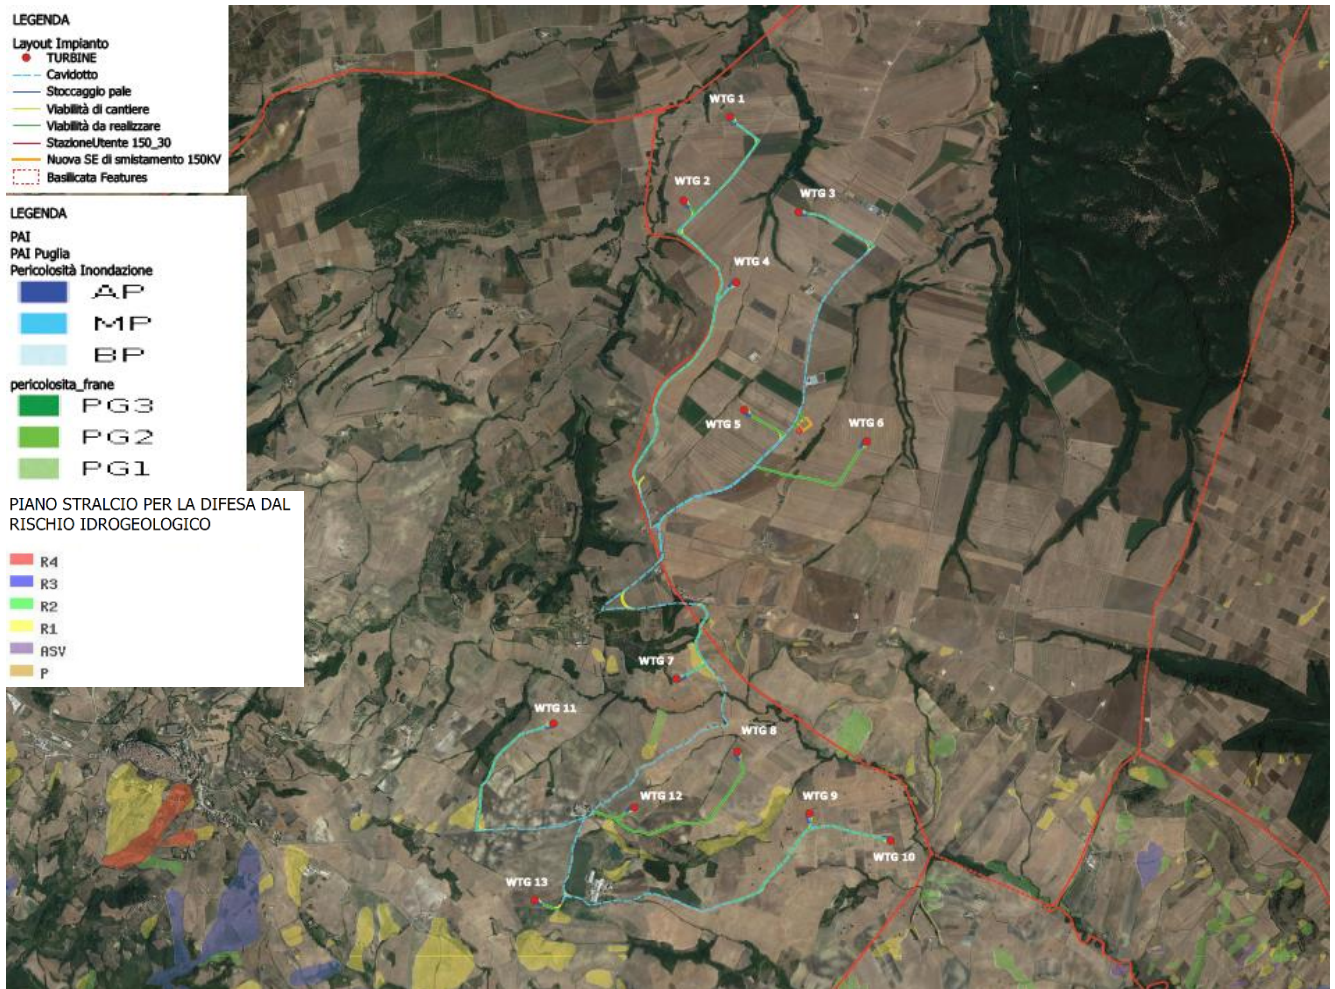 LEGENDA
Layout Impianto
TURBINE
Cavidotto
Stoccaggio pale
Viabilità di cantiere
Viabilità da realizzare
StazioneUtente 150_30
Nuova SE di smistamento 150KV
Basilicata Features
LEGENDA
PAI
PAI Puglia
Pericolosità Inondazione
AP
MP
BP
pericolosita_frane
PG3
PG2
PG1
PIANO STRALCIO PER LA DIFESA DAL
RISCHIO IDROGEOLOGICO
R4
R3
R2
R1
ASV
P
WTG 1
WTG 2
WTG 3
WTG 4
WTG 5
WTG 6
WTG 7
WTG 11
WTG 8
WTG 12
WTG 9
WTG 10
WTG 13